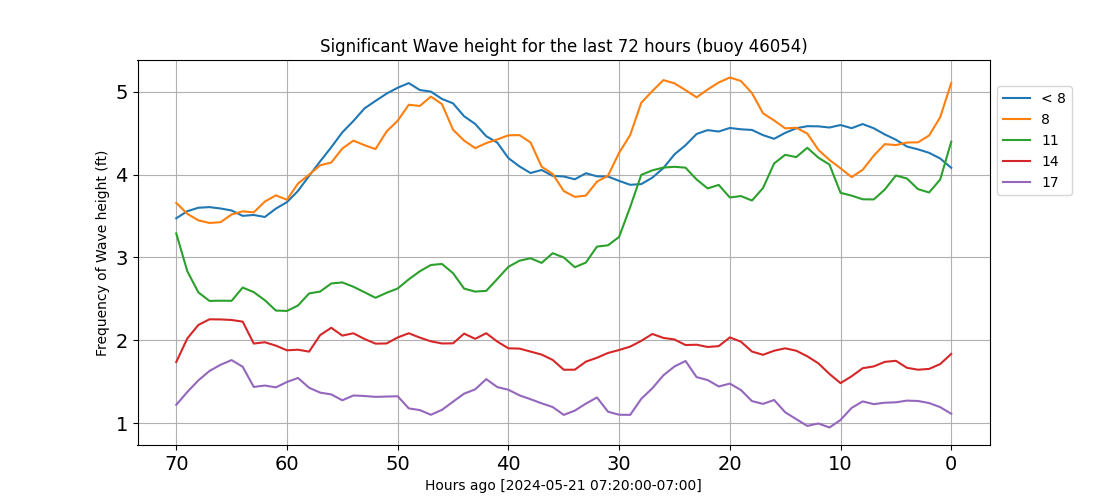 Significant Wave height for the last 72 hours (buoy 46054)
Frequency of Wave height (ft)
5
4
3
2
1
70 60 50 40 30 20 10 0
Hours ago [2024-05-21 07:20:00-07:00]
< 8
8
11
14
17